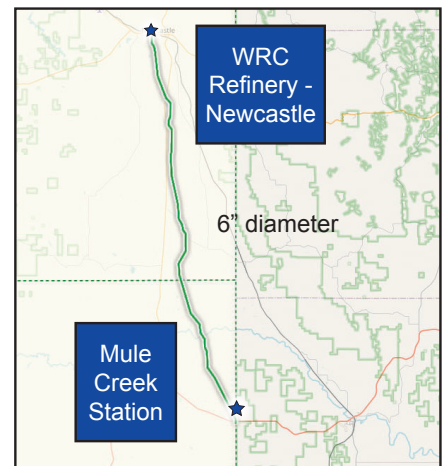 WRC
Refinery -
Newcastle
6” diameter
Mule
Creek
Station